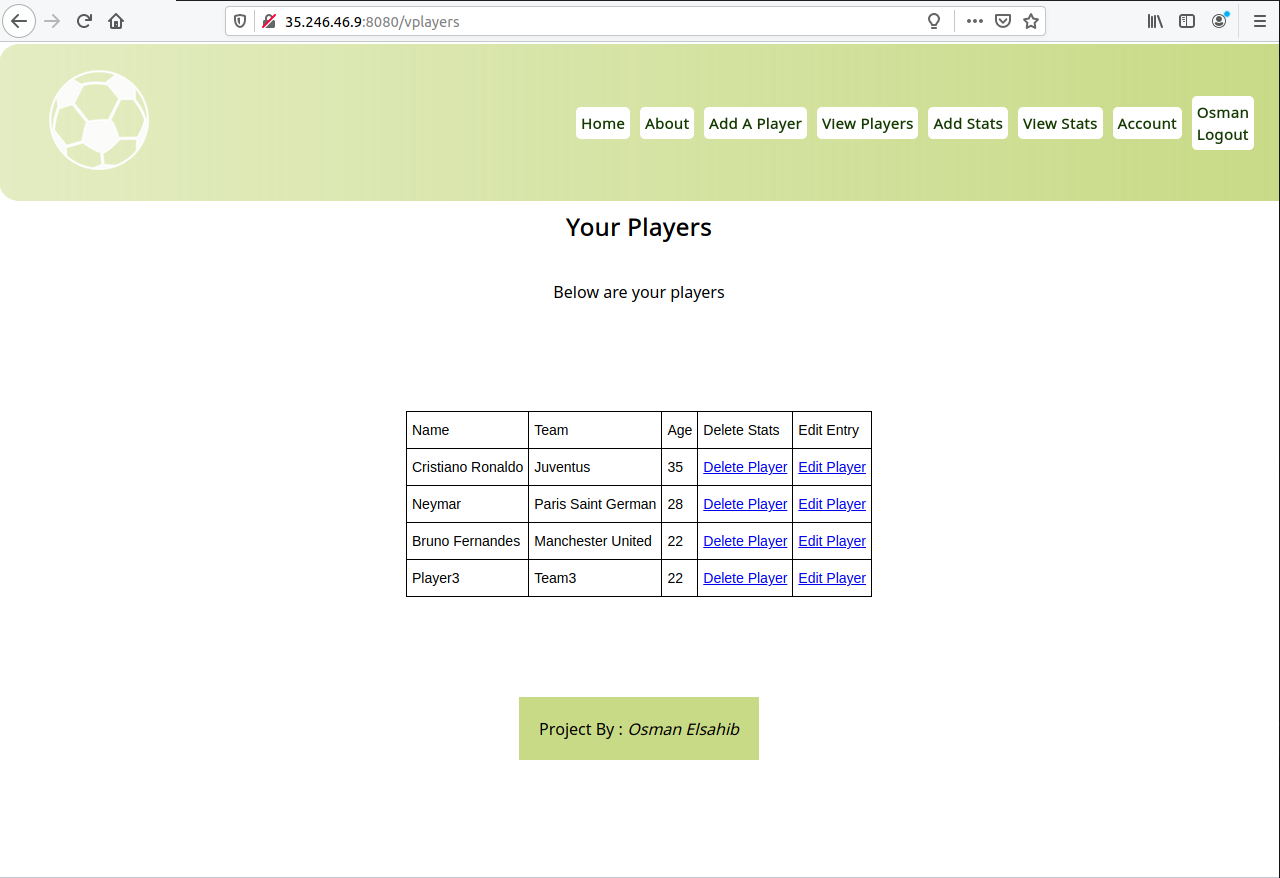 35.246.46.9:8080/vplayers
Home About Add A Player View Players Add Stats View Stats Account Osman
Logout
Your Players
Below are your players
Name Team Age Delete Stats Edit Entry
Cristiano Ronaldo Juventus 35 Delete Player Edit Player
Neymar Paris Saint German 28 Delete Player Edit Player
Bruno Fernandes Manchester United 22 Delete Player Edit Player
Player3 Team3 22 Delete Player Edit Player
Project By : Osman Elsahib